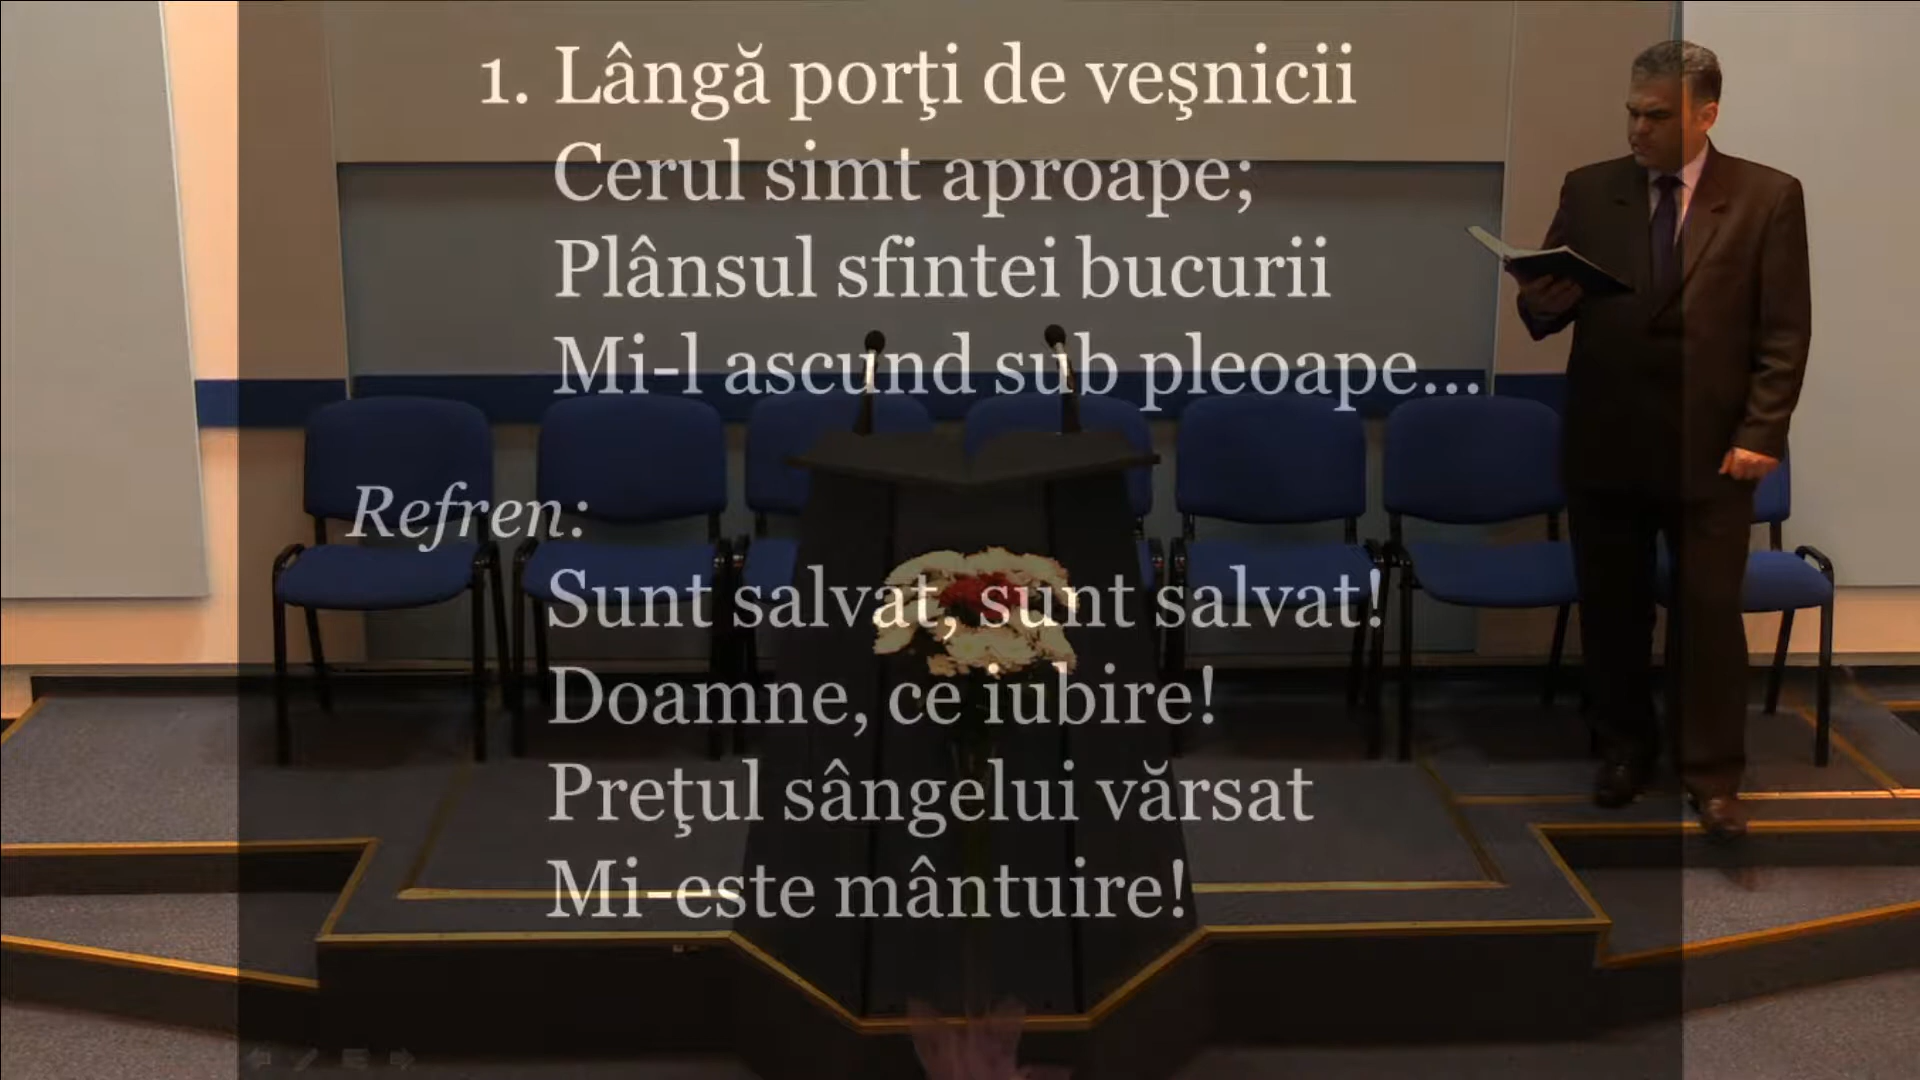 1. Lângă porţi de veşnicii
Cerul simt aproape;
Plânsul sfintei bucurii
Mi-l ascund sub pleoape...
Refren:
Sunt salvat, sunt salvat!
Doamne, ce iubire!
Preţul sângelui vărsat
Mi-este mântuire!